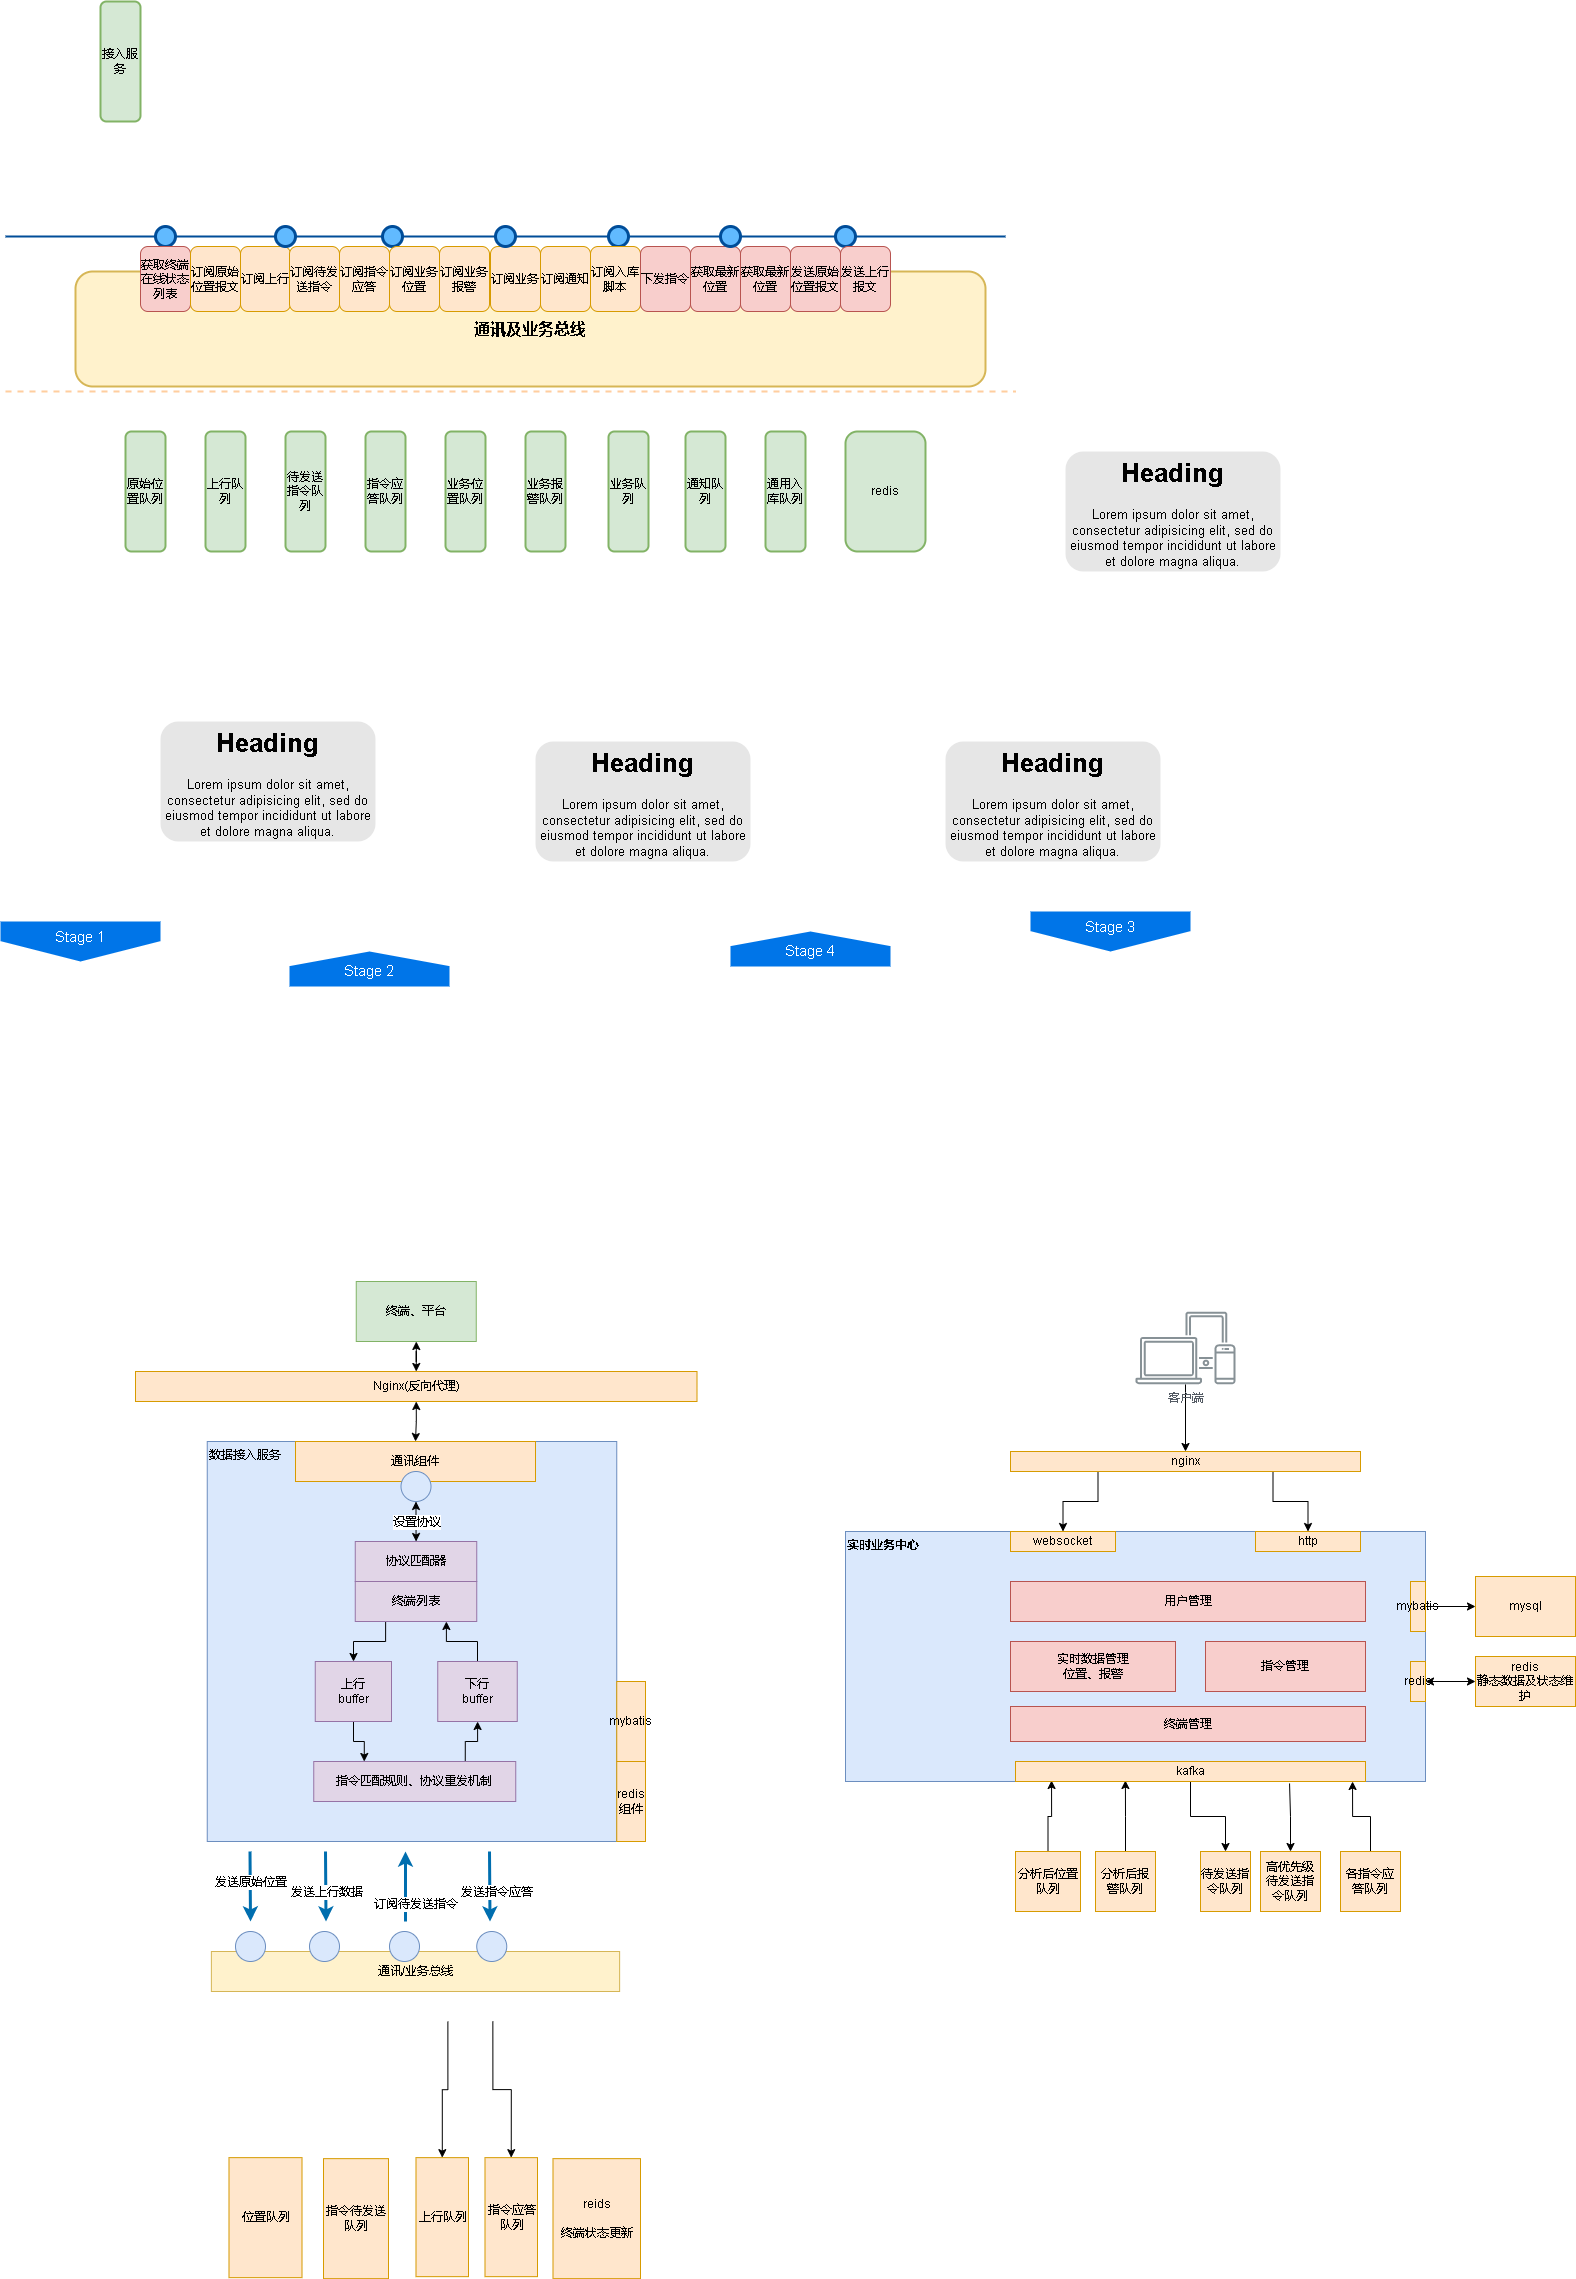 接入服
务
获取终端
在线状态
列表
订阅原始
位置报文
订阅上行
订阅待发
送指令
订阅指令
应答
订阅业务
位置
订阅业务
报警
订阅业务
订阅通知
订阅入库
脚本
下发指令
获取最新
位置
获取最新
位置
发送原始
位置报文
发送上行
报文
通讯及业务总线
原始位
置队列
上行队
列
待发送
指令队
列
指令应
答队列
业务位
置队列
业务报
警队列
业务队
列
通知队
列
通用入
库队列
redis
Heading
Lorem ipsum dolor sit amet,
consectetur adipisicing elit, sed do
eiusmod tempor incididunt ut labore
et dolore magna aliqua.
Heading
Lorem ipsum dolor sit amet,
consectetur adipisicing elit, sed do
eiusmod tempor incididunt ut labore
et dolore magna aliqua.
Heading
Lorem ipsum dolor sit amet,
consectetur adipisicing elit, sed do
eiusmod tempor incididunt ut labore
et dolore magna aliqua.
Heading
Lorem ipsum dolor sit amet,
consectetur adipisicing elit, sed do
eiusmod tempor incididunt ut labore
et dolore magna aliqua.
Stage 1
Stage 2
Stage 4
Stage 3
终端、平台
Nginx(反向代理)
数据接入服务
通讯组件
设置协议
协议匹配器
终端列表
上行
buffer
下行
buffer
指令匹配规则、协议重发机制
mybatis
redis
组件
发送原始位置
发送上行数据
订阅待发送指令
发送指令应答
通讯/业务总线
位置队列
指令待发送
队列
上行队列
指令应答
队列
reids
终端状态更新
客户端
nginx
实时业务中心
websocket
http
用户管理
实时数据管理
位置、报警
指令管理
终端管理
kafka
mybatis
mysql
redis
redis
静态数据及状态维
护
分析后位置
队列
分析后报
警队列
待发送指
令队列
高优先级
待发送指
令队列
各指令应
答队列